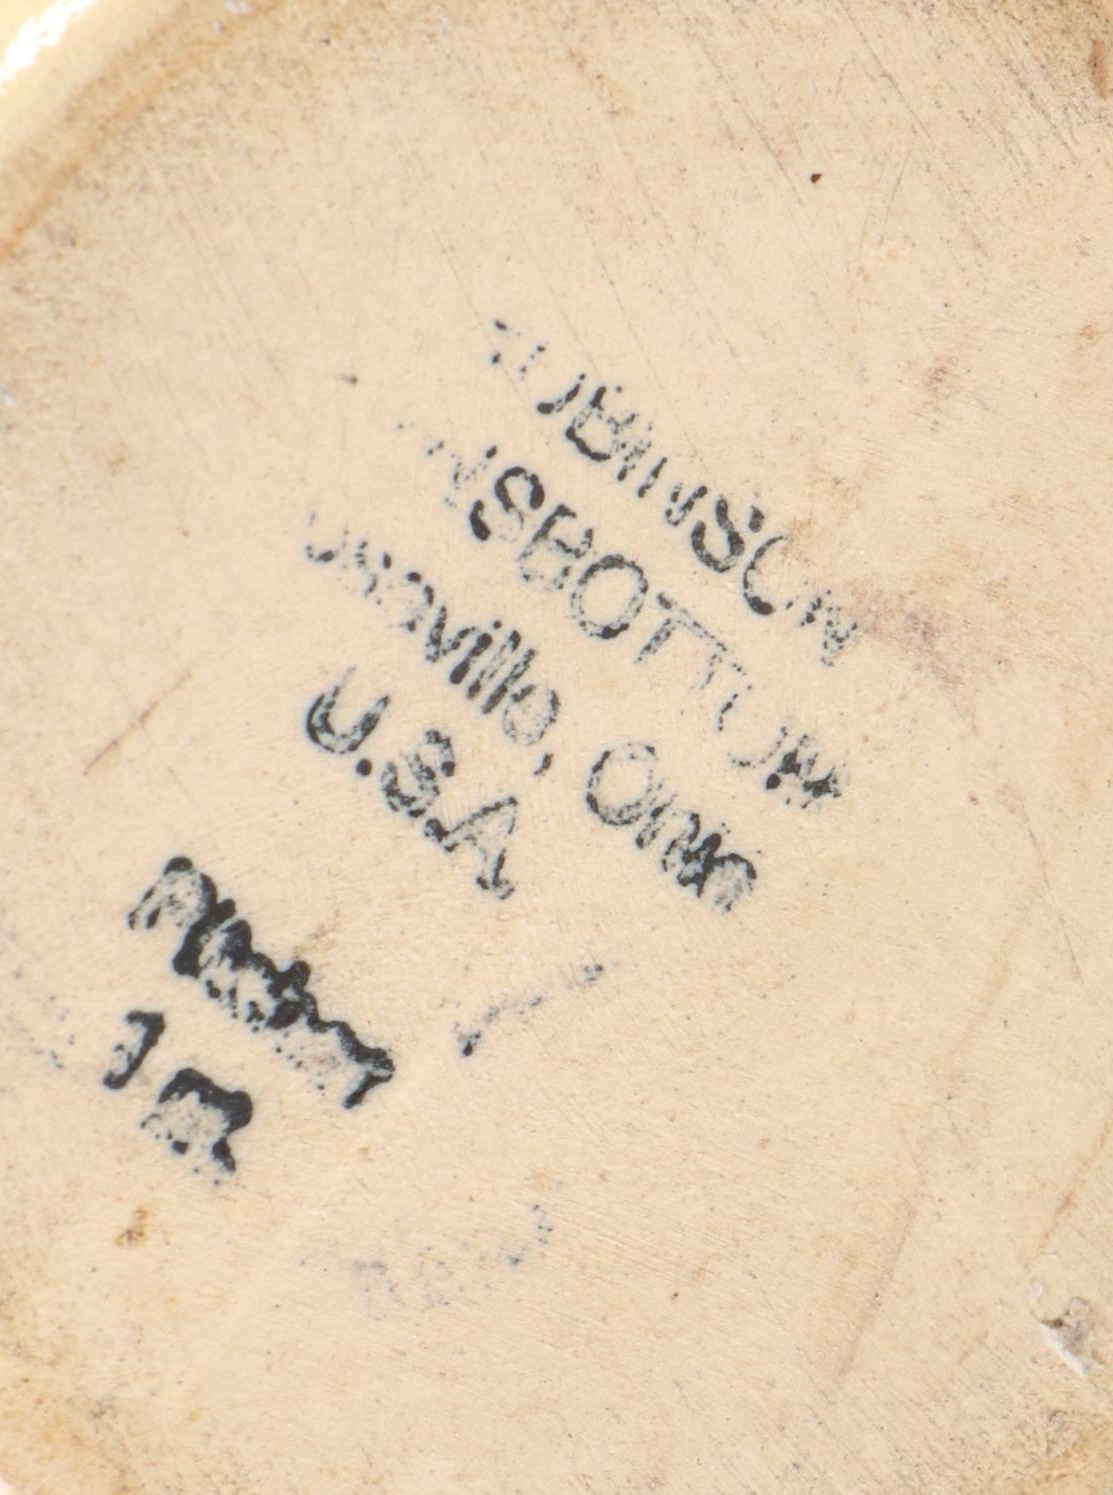 ROBINSON
RANSBOTTOM
Roseville, Ohio
U.S.A